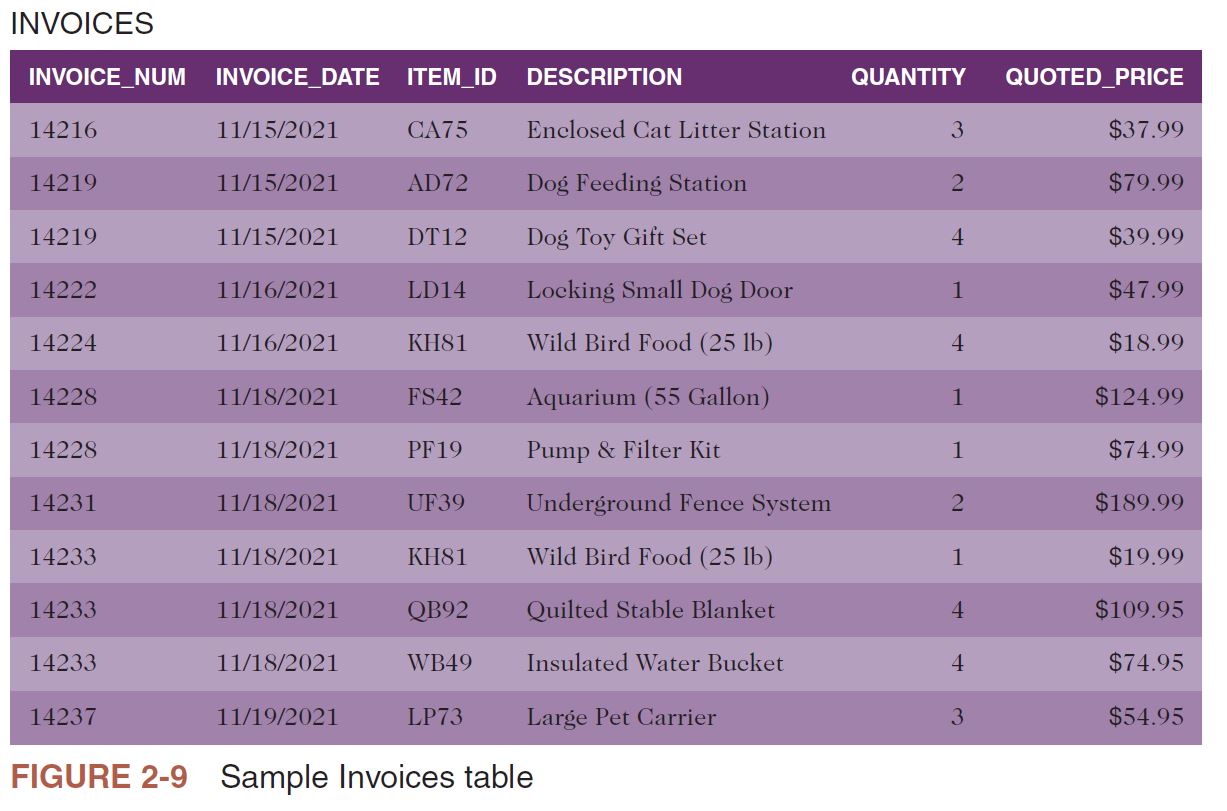 INVOICES
INVOICE_NUM INVOICE_DATE ITEM_ID DESCRIPTION QUANTITY QUOTED_PRICE
14216 11/15/2021 CA75 Enclosed Cat Litter Station 3 $37.99
14219 11/15/2021 AD72 Dog Feeding Station 2 $79.99
14219 11/15/2021 DT12 Dog Toy Gift Set 4 $39.99
14222 11/16/2021 LD14 Locking Small Dog Door 1 $47.99
14224 11/16/2021 KH81 Wild Bird Food (25 lb) 4 $18.99
14228 11/18/2021 FS42 Aquarium (55 Gallon) 1 $124.99
14228 11/18/2021 PF19 Pump & Filter Kit 1 $74.99
14231 11/18/2021 UF39 Underground Fence System 2 $189.99
14233 11/18/2021 KH81 Wild Bird Food (25 lb) 1 $19.99
14233 11/18/2021 QB92 Quilted Stable Blanket 4 $109.95
14233 11/18/2021 WB49 Insulated Water Bucket 4 $74.95
14237 11/19/2021 LP73 Large Pet Carrier 3 $54.95
FIGURE 2-9 Sample Invoices table